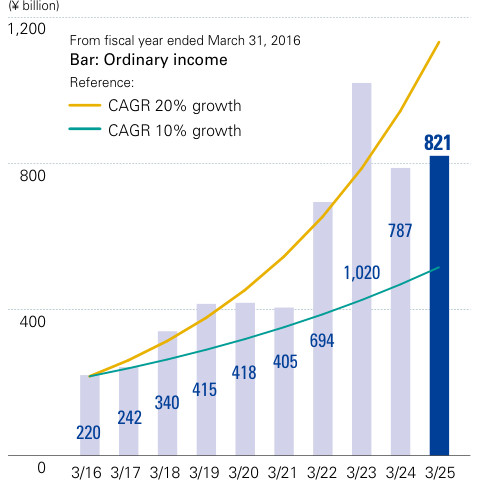 (¥ billion)
1,200
From fiscal year ended March 31, 2016
Bar: Ordinary income
Reference:
CAGR 20% growth
CAGR 10% growth
821
800
787
1,020
400
694
418
405
415
340
242
220
0
3/16 3/17 3/18 3/19 3/20 3/21 3/22 3/23 3/24 3/25